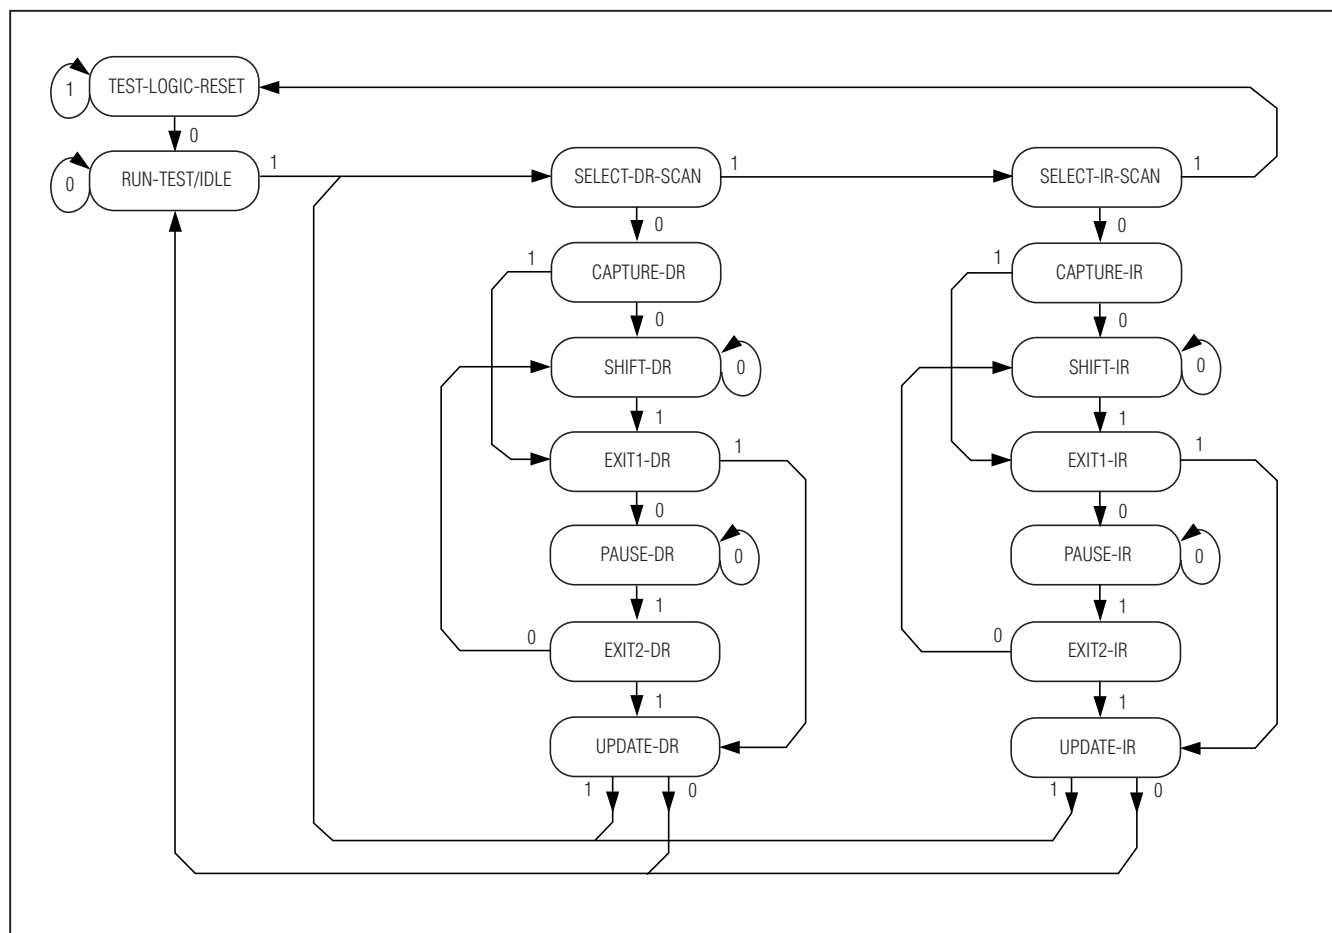 TEST-LOGIC-RESET
1
0
RUN-TEST/IDLE
0
1
SELECT-DR-SCAN
1
SELECT-IR-SCAN
1
0
0
1
CAPTURE-DR
1
CAPTURE-IR
0
0
SHIFT-DR
0
SHIFT-IR
0
1
1
EXIT1-DR
1
EXIT1-IR
1
0
0
PAUSE-DR
0
PAUSE-IR
0
1
1
0
EXIT2-DR
0
EXIT2-IR
1
1
UPDATE-DR
UPDATE-IR
1
0
1
0